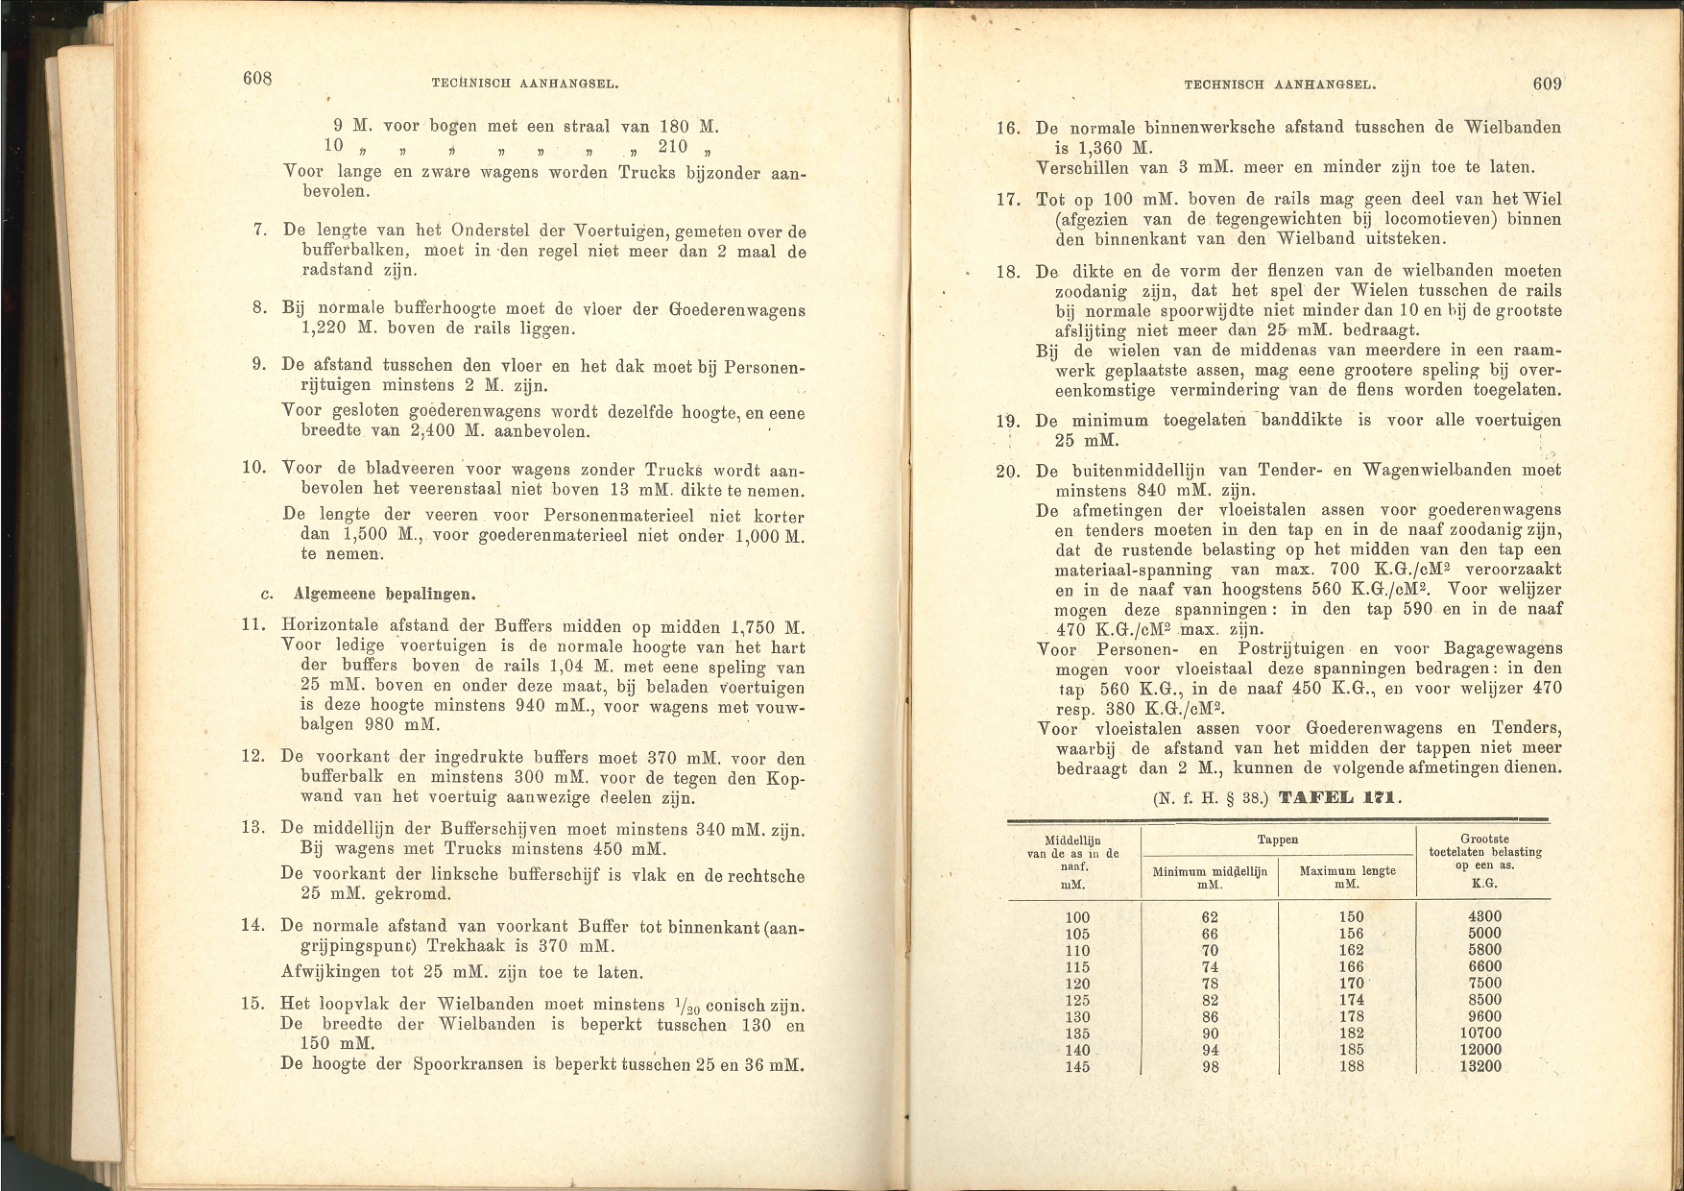 608
TECHNISCH AANHANGSEL.
9 M. voor bogen met een straal van 180 M.
10 „ „ „ „ „ „ „ 210 „
Voor lange en zware wagens worden Trucks bijzonder aan-
bevolen.
7. De lengte van het Onderstel der Voertuigen, gemeten over de
bufferbalken, moet in den regel niet meer dan 2 maal de
radstand zijn.
8. Bij normale bufferhoogte moet de vloer der Goederenwagens
1,220 M. boven de rails liggen.
9. De afstand tusschen den vloer en het dak moet bij Personen-
rijtuigen minstens 2 M. zijn.
Voor gesloten goederenwagens wordt dezelfde hoogte, en eene
breedte van 2,400 M. aanbevolen.
10. Voor de bladveeren voor wagens zonder Trucks wordt aan-
bevolen het veerenstaal niet boven 13 mM. dikte te nemen.
De lengte der veeren voor Personenmaterieel niet korter
dan 1,500 M., voor goederenmaterieel niet onder 1,000 M.
te nemen.
c. Algemeene bepalingen.
11. Horizontale afstand der Buffers midden op midden 1,750 M.
Voor ledige voertuigen is de normale hoogte van het hart
der buffers boven de rails 1,04 M. met eene speling van
25 mM. boven en onder deze maat, bij beladen voertuigen
is deze hoogte minstens 940 mM., voor wagens met vouw-
balgen 980 mM.
12. De voorkant der ingedrukte buffers moet 370 mM. voor den
bufferbalk en minstens 300 mM. voor de tegen den Kop-
wand van het voertuig aanwezige deelen zijn.
13. De middellijn der Bufferschijven moet minstens 340 mM. zijn.
Bij wagens met Trucks minstens 450 mM.
De voorkant der linksche bufferschijf is vlak en de rechtsche
25 mM. gekromd.
14. De normale afstand van voorkant Buffer tot binnenkant (aan-
grijpingspunt) Trekhaak is 370 mM.
Afwijkingen tot 25 mM. zijn toe te laten.
15. Het loopvlak der Wielbanden moet minstens 1/20 conisch zijn.
De breedte der Wielbanden is beperkt tusschen 130 en
150 mM.
De hoogte der Spoorkransen is beperkt tusschen 25 en 36 mM.
TECHNISCH AANHANGSEL.
609
16. De normale binnenwerksche afstand tusschen de Wielbanden
is 1,360 M.
Verschillen van 3 mM. meer en minder zijn toe te laten.
17. Tot op 100 mM. boven de rails mag geen deel van het Wiel
(afgezien van de tegengewichten bij locomotieven) binnen
den binnenkant van den Wielband uitsteken.
18. De dikte en de vorm der flenzen van de wielbanden moeten
zoodanig zijn, dat het spel der Wielen tusschen de rails
bij normale spoorwijdte niet minder dan 10 en bij de grootste
afslijting niet meer dan 25 mM. bedraagt.
Bij de wielen van de middenas van meerdere in een raam-
werk geplaatste assen, mag eene grootere speling bij over-
eenkomstige vermindering van de flens worden toegelaten.
19. De minimum toegelaten banddikte is voor alle voertuigen
25 mM.
20. De buitenmiddellijn van Tender- en Wagenwielbanden moet
minstens 840 mM. zijn.
De afmetingen der vloeistalen assen voor goederenwagens
en tenders moeten in den tap en in de naaf zoodanig zijn,
dat de rustende belasting op het midden van den tap een
materiaal-spanning van max. 700 K.G./cM² veroorzaakt
en in de naaf van hoogstens 560 K.G./cM². Voor welijzer
mogen deze spanningen: in den tap 590 en in de naaf
470 K.G./cM² max. zijn.
Voor Personen- en Postrijtuigen en voor Bagagewagens
mogen voor vloeistaal deze spanningen bedragen: in den
tap 560 K.G., in de naaf 450 K.G., en voor welijzer 470
resp. 380 K.G./cM².
Voor vloeistalen assen voor Goederenwagens en Tenders,
waarbij de afstand van het midden der tappen niet meer
bedraagt dan 2 M., kunnen de volgende afmetingen dienen.
(N. f. H. § 38.) TAFEL 171.
Middellijn van de as in de naaf. mM. | Tappen | Grootste toetelaten belasting op een as. K.G.
Minimum middellijn mM. | Maximum lengte mM.
100 62 150 4300
105 66 156 5000
110 70 162 5800
115 74 166 6600
120 78 170 7500
125 82 174 8500
130 86 178 9600
135 90 182 10700
140 94 185 12000
145 98 188 13200